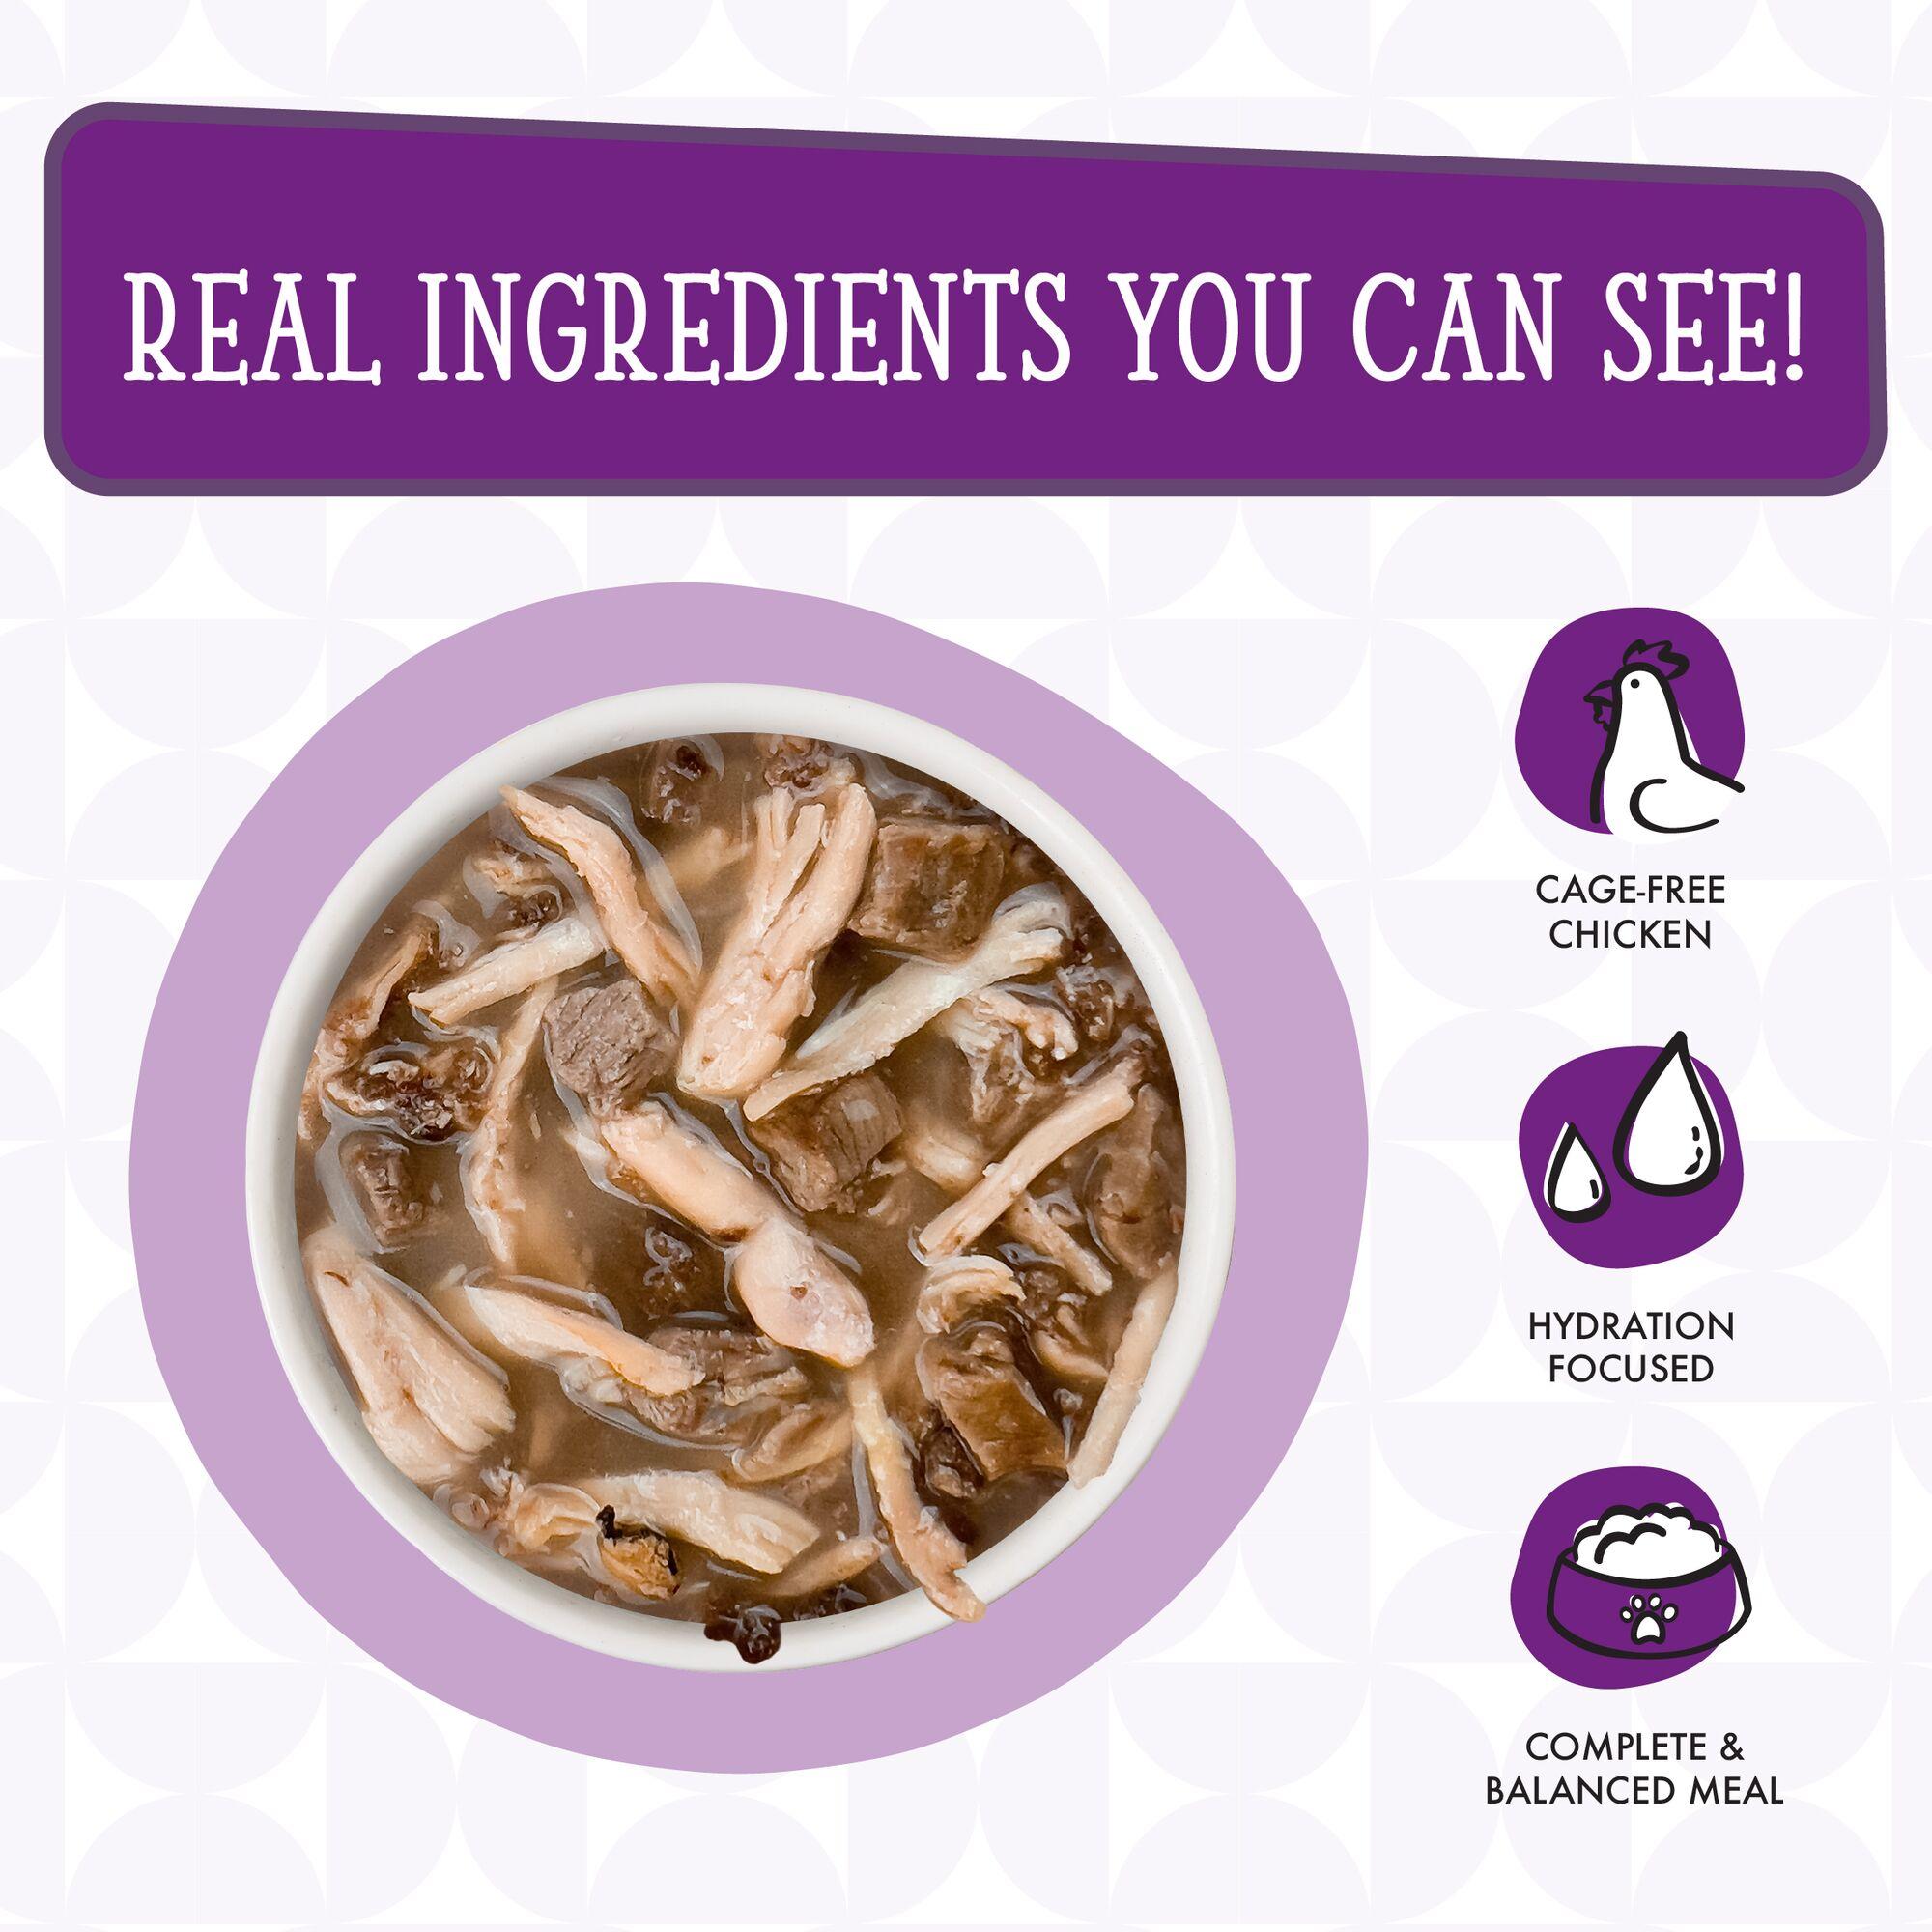 REAL INGREDIENTS YOU CAN SEE!
CAGE-FREE
CHICKEN
HYDRATION
FOCUSED
COMPLETE &
BALANCED MEAL